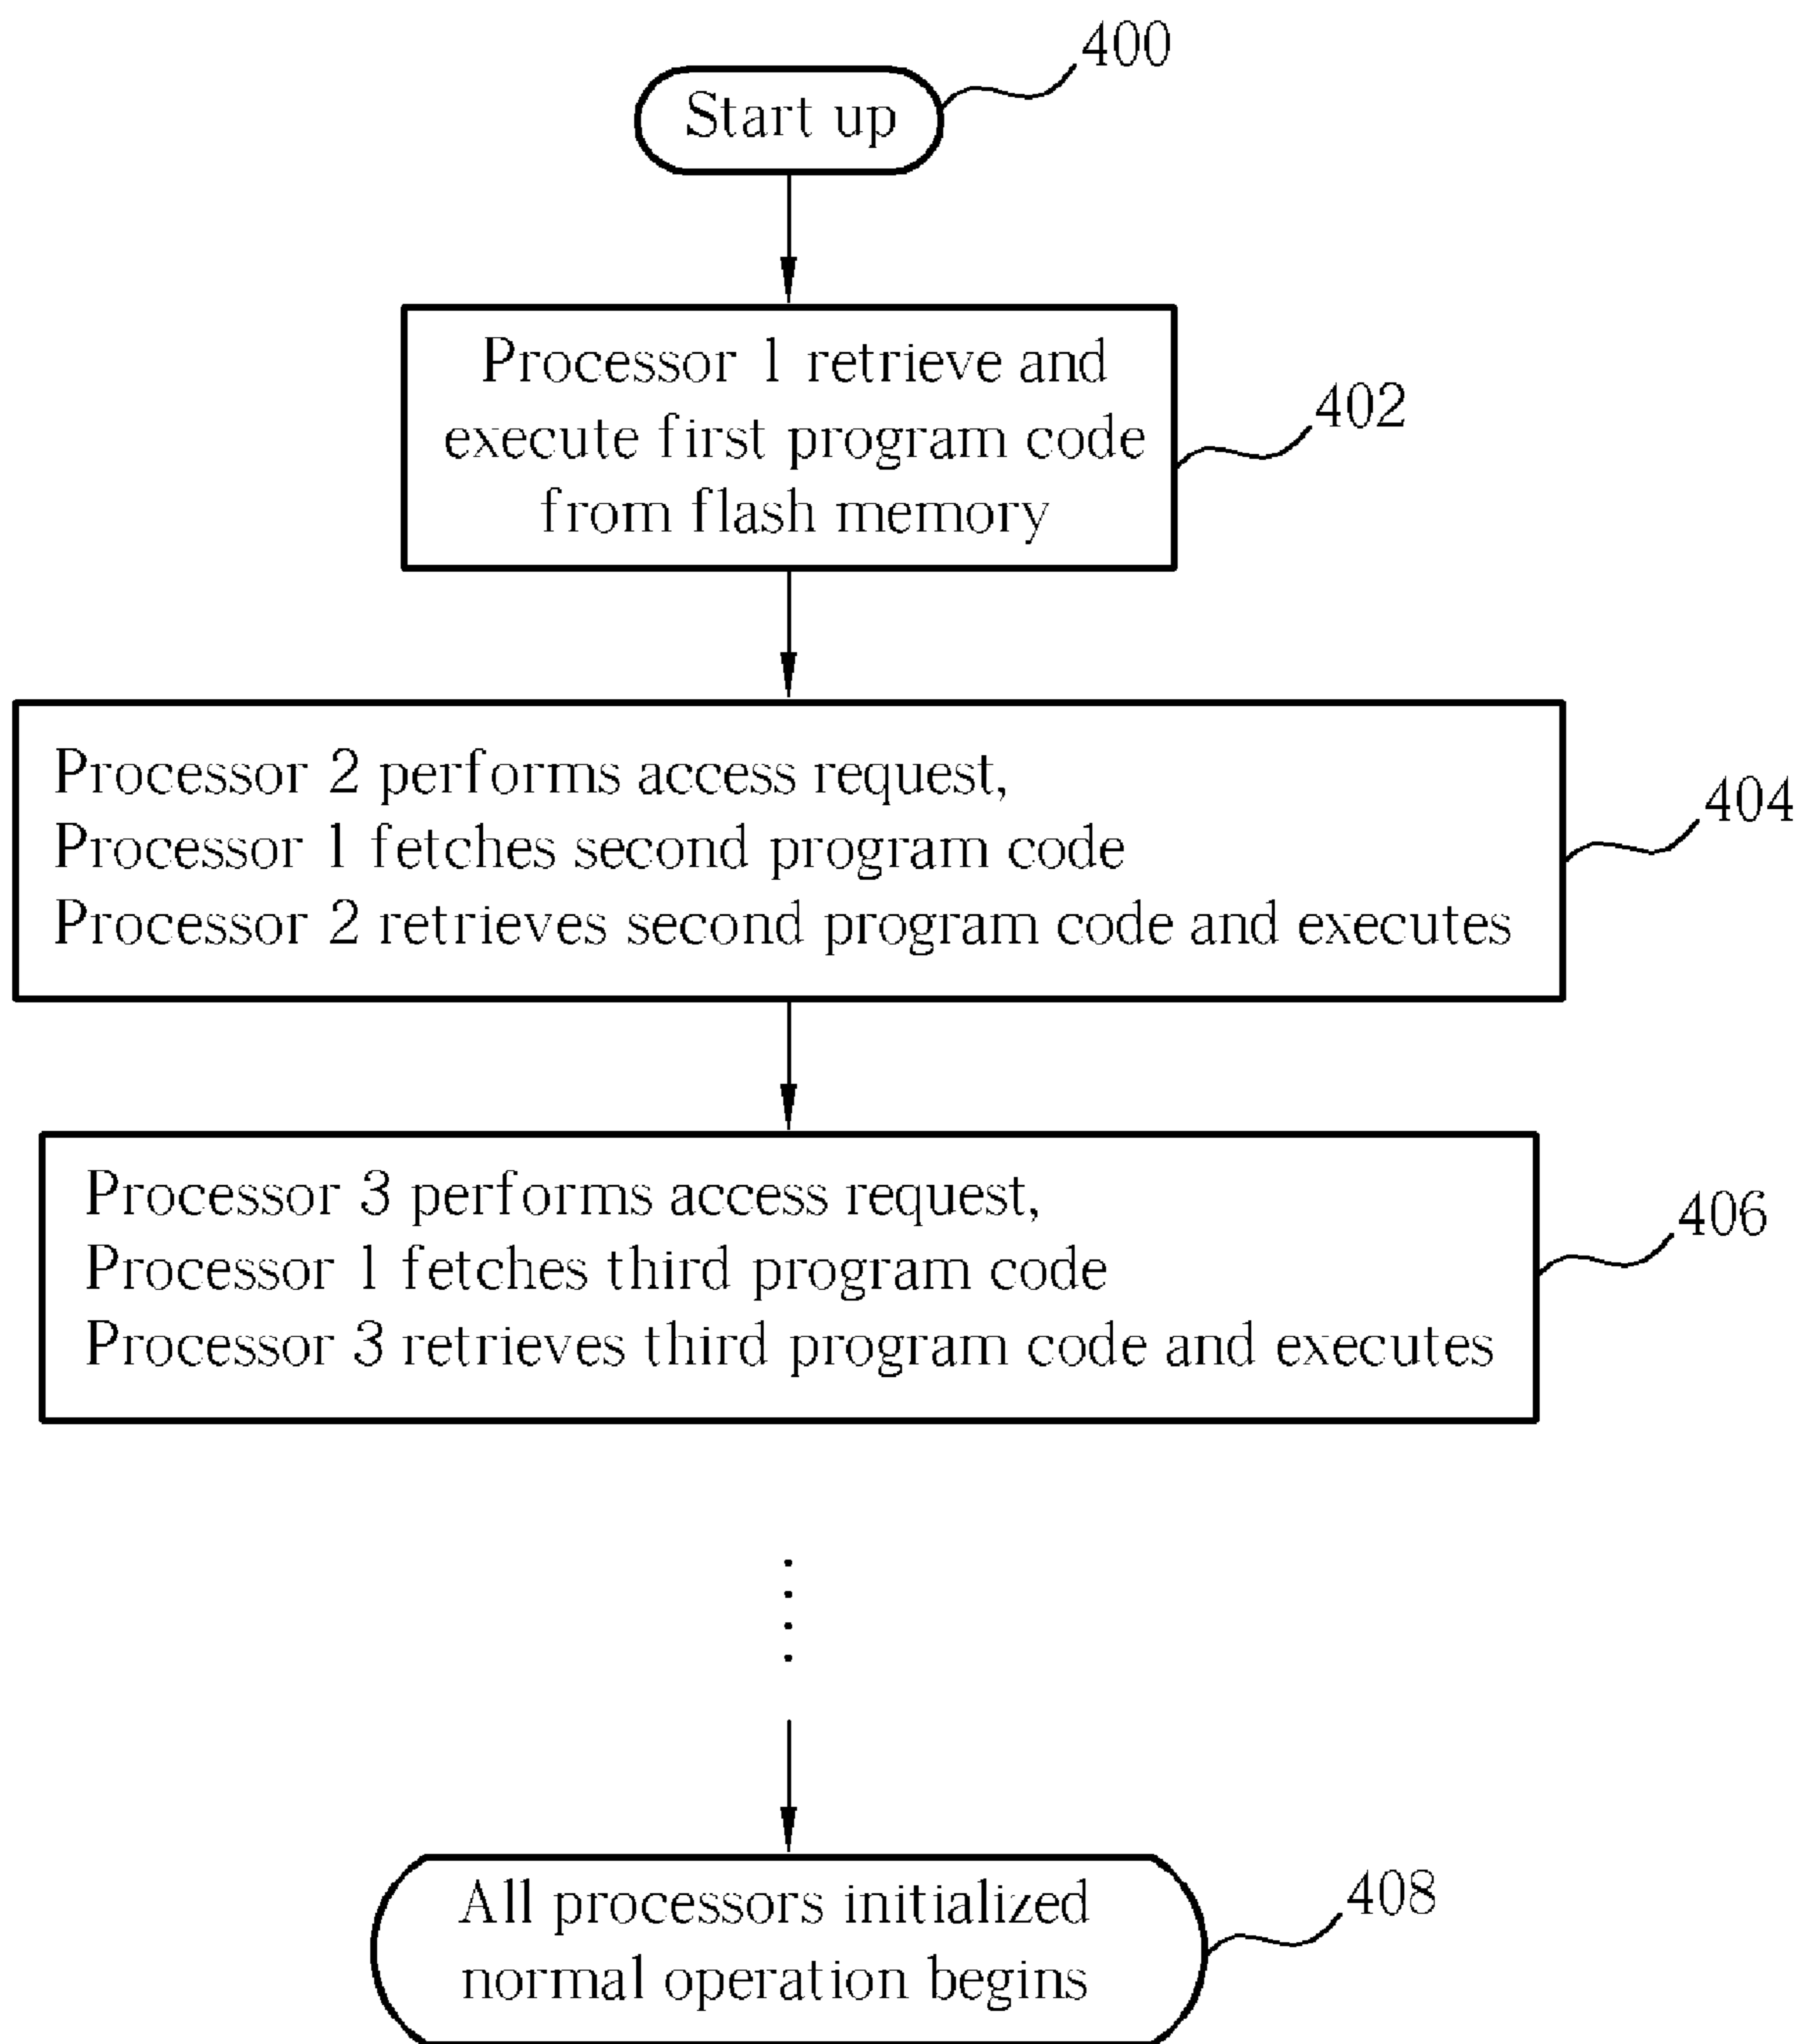 400
Start up
Processor 1 retrieve and
execute first program code
from flash memory
402
Processor 2 performs access request,
Processor 1 fetches second program code
Processor 2 retrieves second program code and executes
404
Processor 3 performs access request,
Processor 1 fetches third program code
Processor 3 retrieves third program code and executes
406
All processors initialized
normal operation begins
408